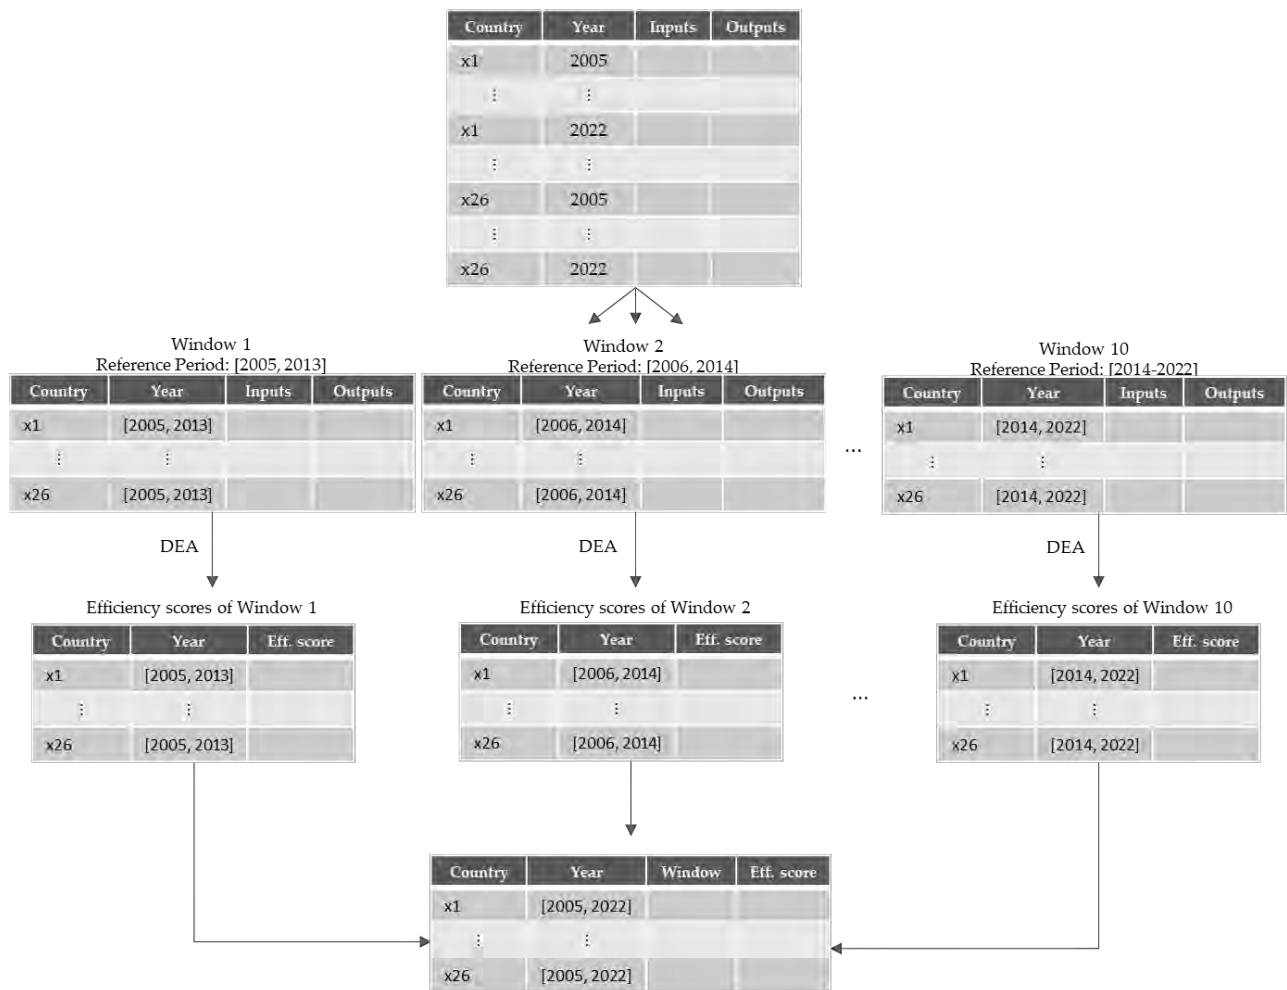 Country Year Inputs Outputs
x1 2005
⋮ ⋮
x1 2022
⋮ ⋮
x26 2005
⋮ ⋮
x26 2022
Window 1
Reference Period: [2005, 2013]
Country Year Inputs Outputs
x1 [2005, 2013]
⋮ ⋮
x26 [2005, 2013]
Window 2
Reference Period: [2006, 2014]
Country Year Inputs Outputs
x1 [2006, 2014]
⋮ ⋮
x26 [2006, 2014]
...
Window 10
Reference Period: [2014-2022]
Country Year Inputs Outputs
x1 [2014, 2022]
⋮ ⋮
x26 [2014, 2022]
DEA
DEA
DEA
Efficiency scores of Window 1
Country Year Eff. score
x1 [2005, 2013]
⋮ ⋮
x26 [2005, 2013]
Efficiency scores of Window 2
Country Year Eff. score
x1 [2006, 2014]
⋮ ⋮
x26 [2006, 2014]
...
Efficiency scores of Window 10
Country Year Eff. score
x1 [2014, 2022]
⋮ ⋮
x26 [2014, 2022]
Country Year Window Eff. score
x1 [2005, 2022]
⋮ ⋮
x26 [2005, 2022]